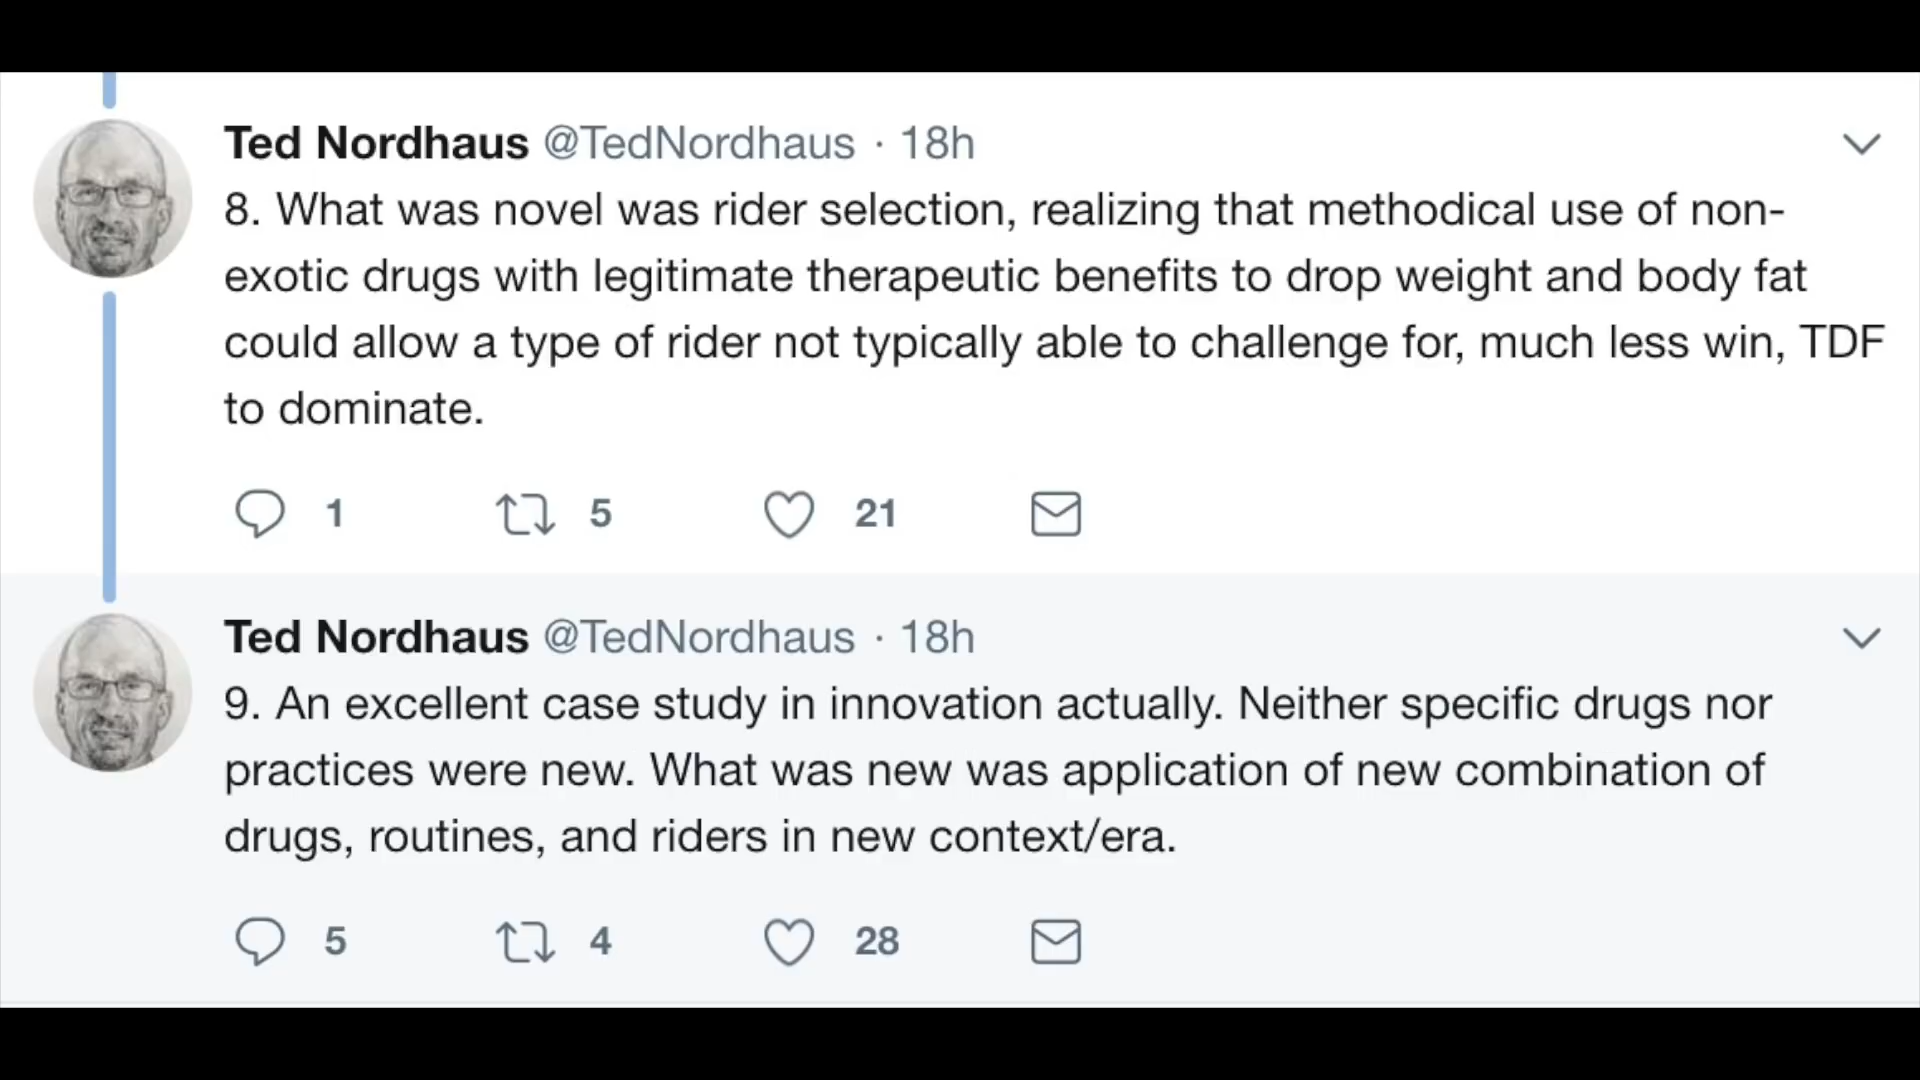 Ted Nordhaus @TedNordhaus · 18h
8. What was novel was rider selection, realizing that methodical use of non-
exotic drugs with legitimate therapeutic benefits to drop weight and body fat
could allow a type of rider not typically able to challenge for, much less win, TDF
to dominate.
1 5 21
Ted Nordhaus @TedNordhaus · 18h
9. An excellent case study in innovation actually. Neither specific drugs nor
practices were new. What was new was application of new combination of
drugs, routines, and riders in new context/era.
5 4 28